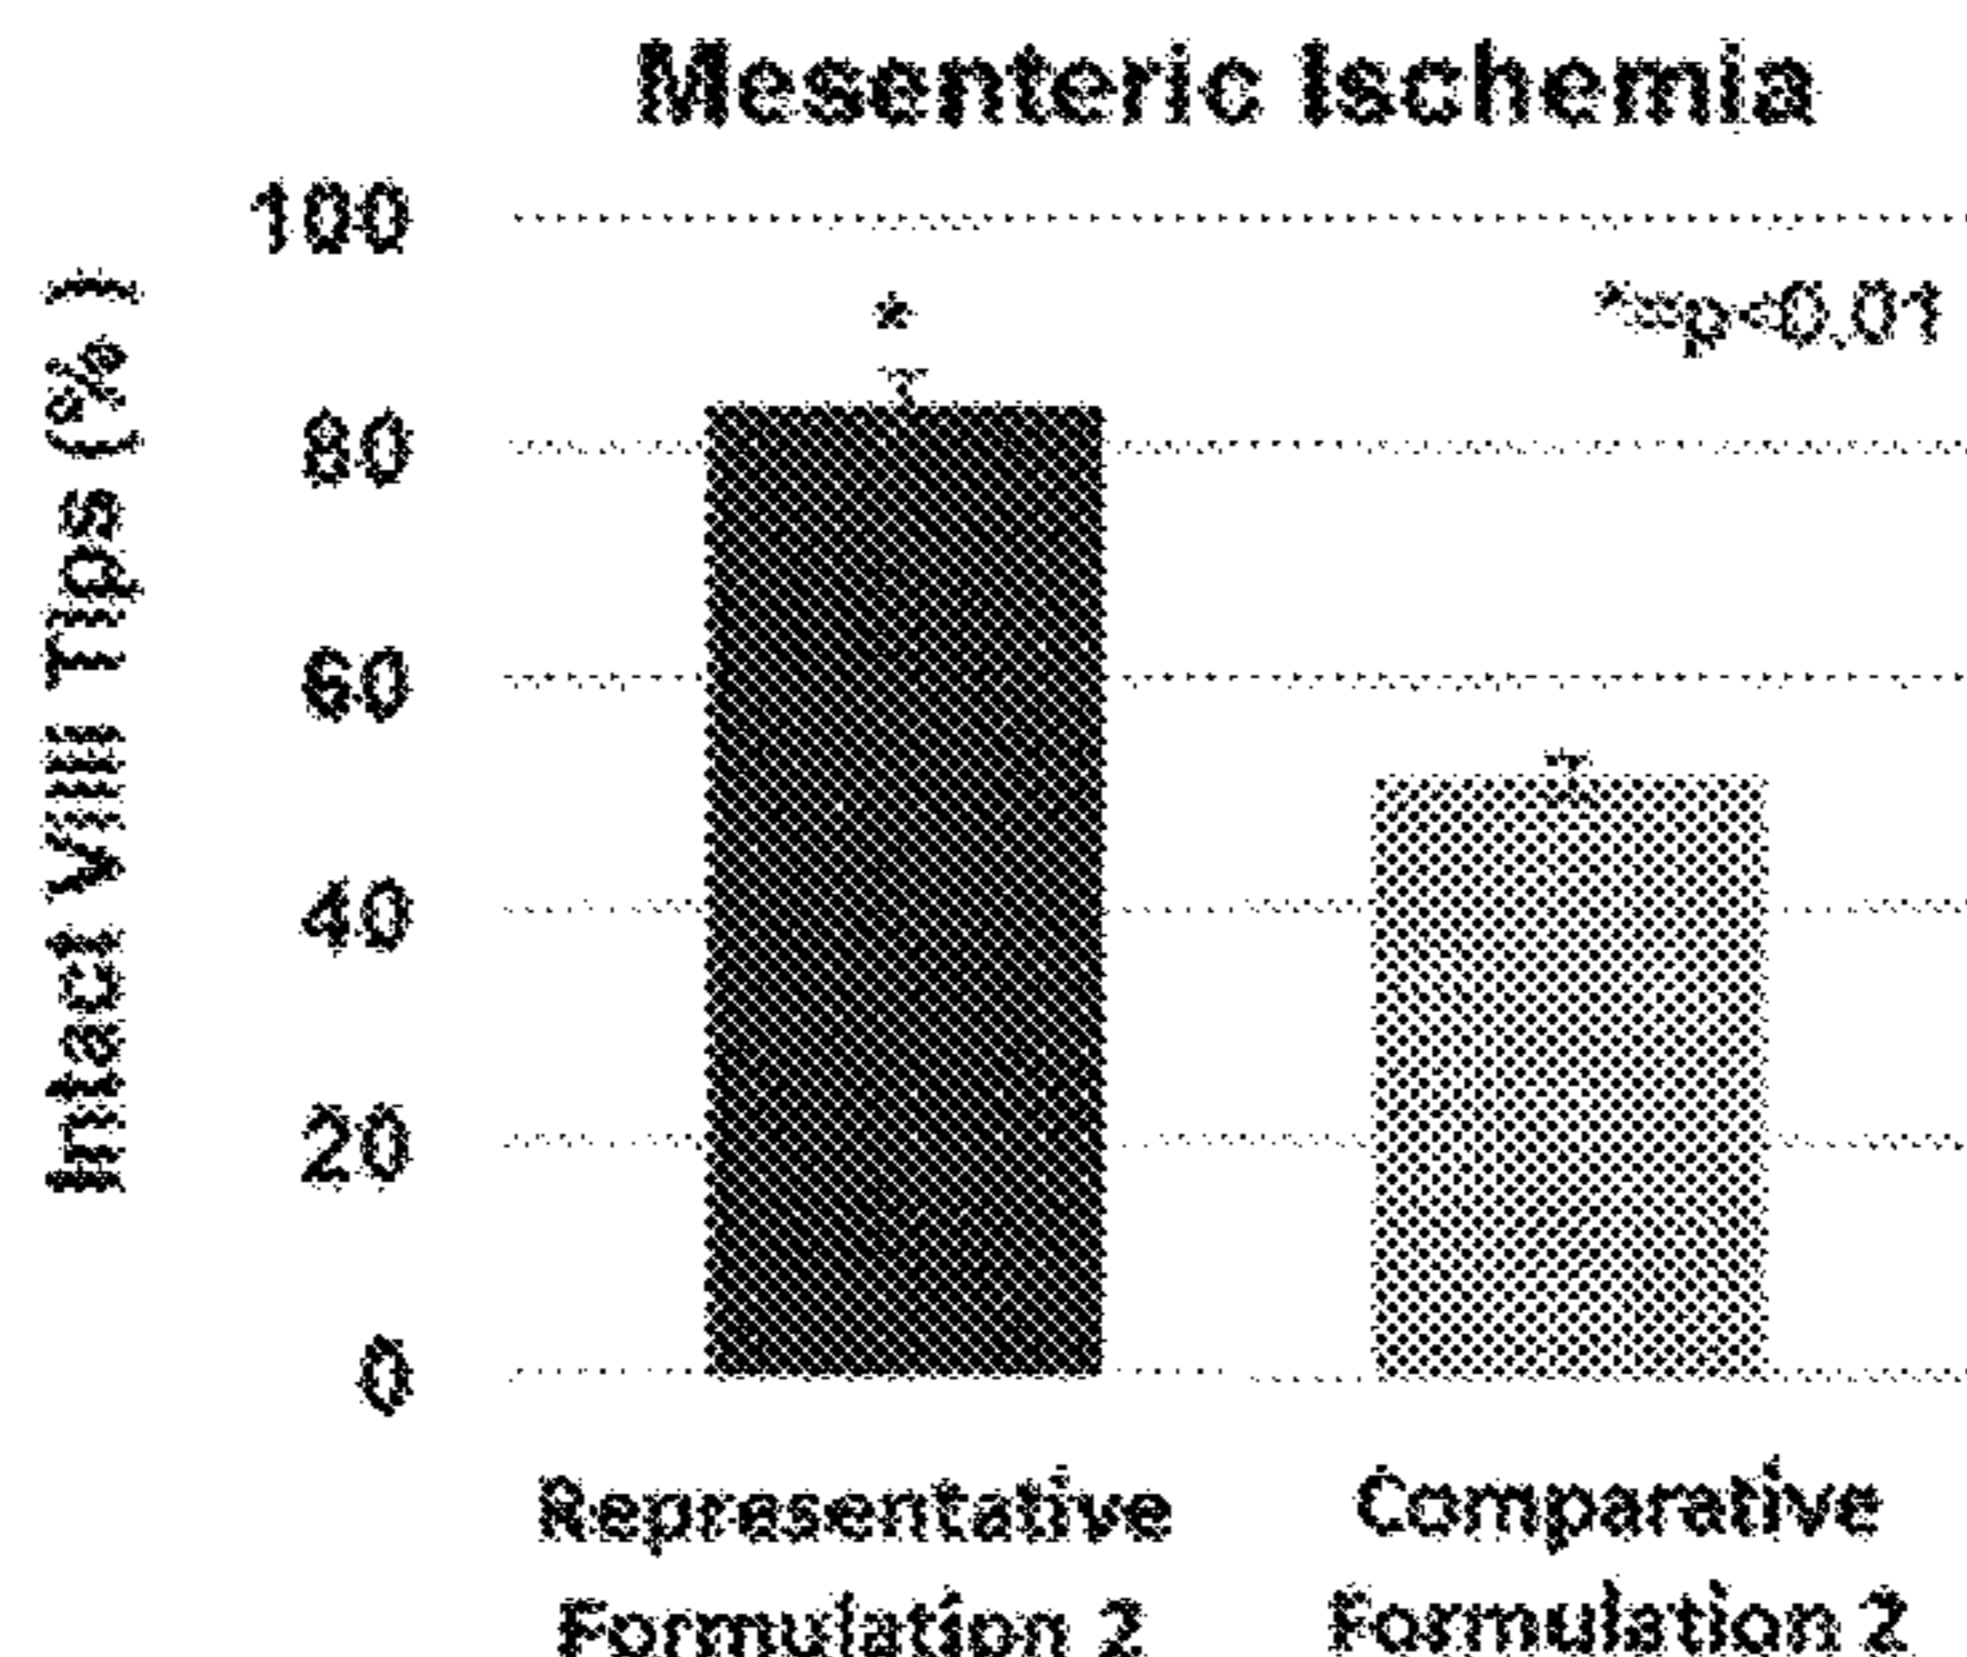 Mesenteric Ischemia
Intact Villi Tips (%)
100
80
60
40
20
0
*
*=p<0.01
Representative
Formulation 2
Comparative
Formulation 2